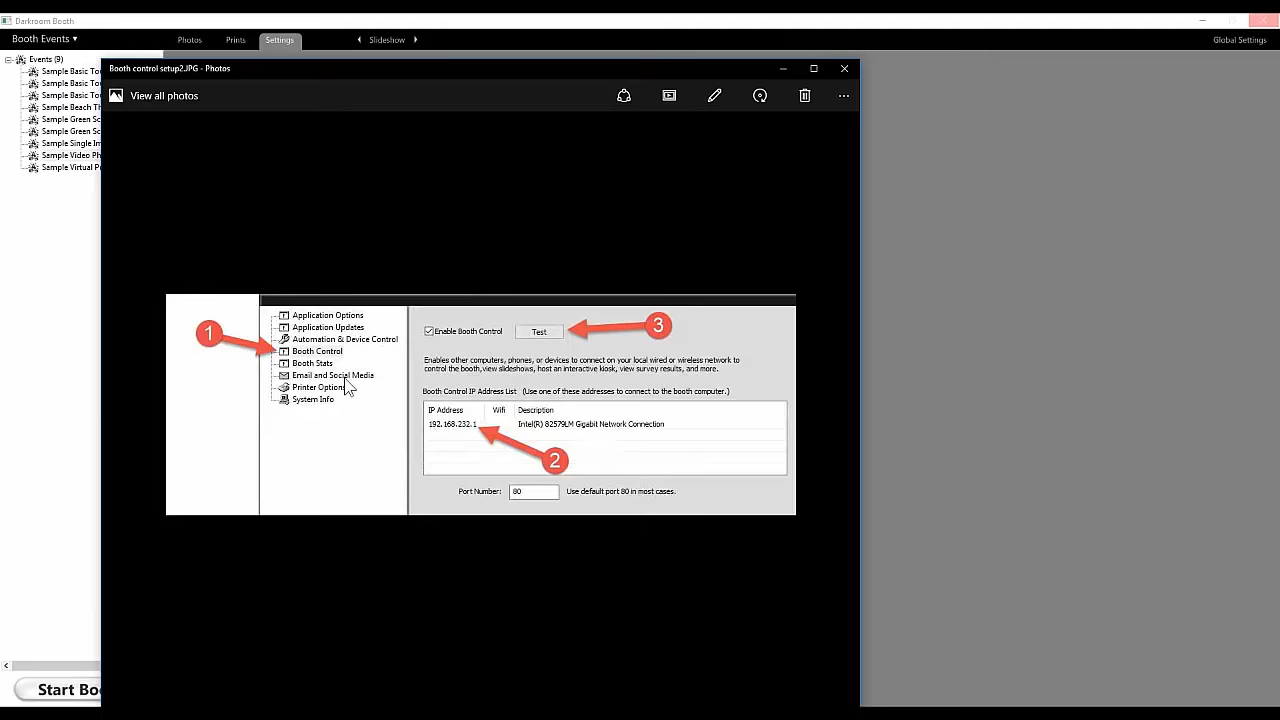 Darkroom Booth
Booth Events
Photos
Prints
Settings
Slideshow
Global Settings
Events (9)
Sample Basic To
Sample Basic To
Sample Basic To
Sample Beach Th
Sample Green Sc
Sample Green Sc
Sample Single Im
Sample Video Ph
Sample Virtual P
Start Boo
Booth control setup2.JPG - Photos
View all photos
1
Application Options
Application Updates
Automation & Device Control
Booth Control
Booth Stats
Email and Social Media
Printer Options
System Info
Enable Booth Control
Test
3
Enables other computers, phones, or devices to connect on your local wired or wireless network to
control the booth,view slideshows, host an interactive kiosk, view survey results, and more.
Booth Control IP Address List (Use one of these addresses to connect to the booth computer.)
IP Address Wifi Description
192.168.232.1 Intel(R) 82579LM Gigabit Network Connection
2
Port Number: 80 Use default port 80 in most cases.